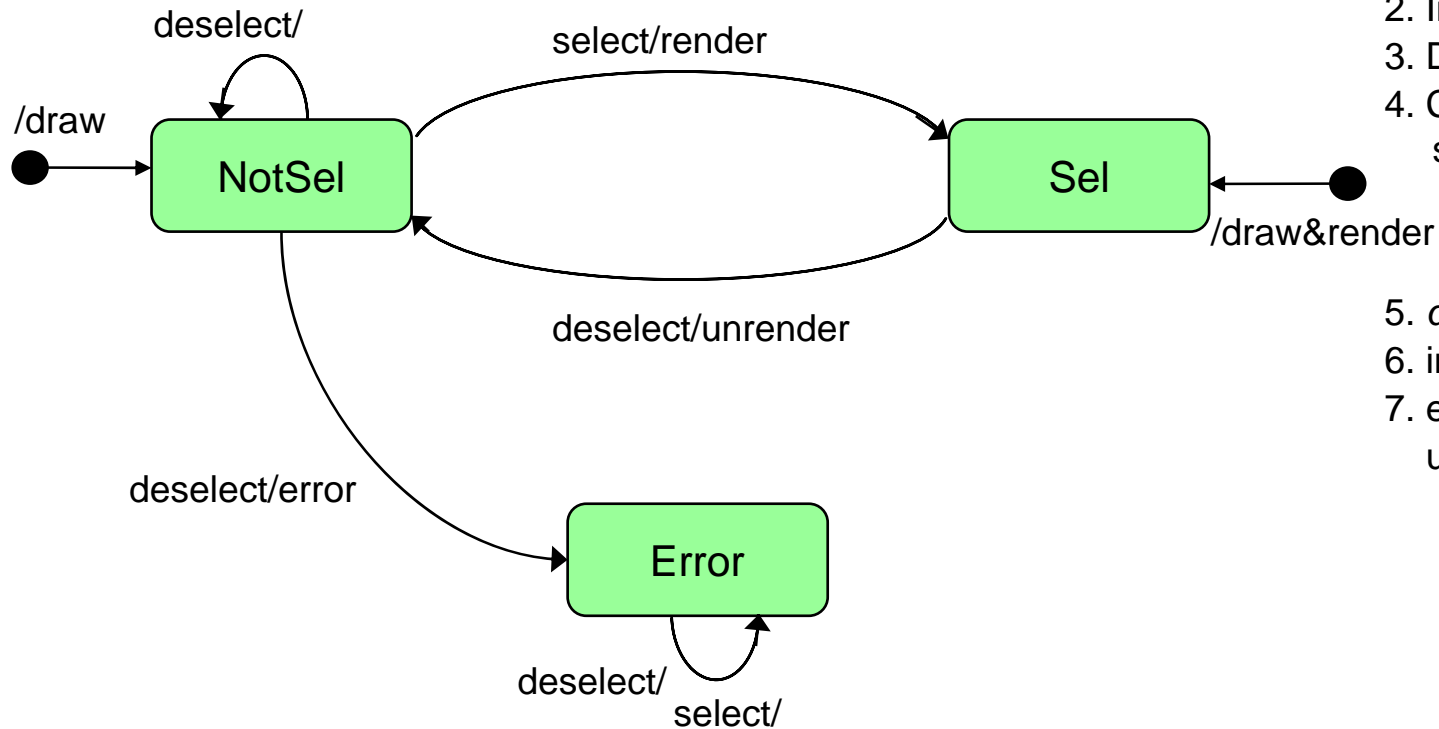 deselect/
select/render
/draw
NotSel
Sel
/draw&render
deselect/unrender
deselect/error
Error
deselect/
select/
2.
3.
4.
5.
6.
7.